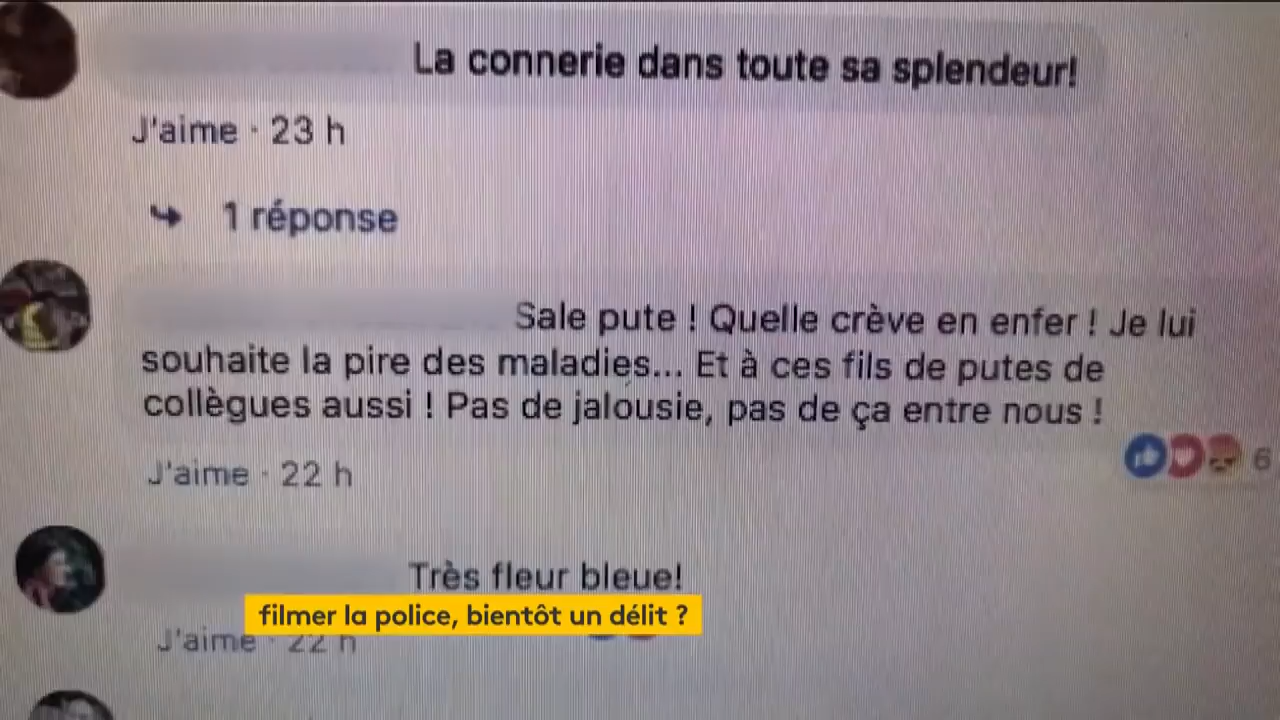 La connerie dans toute sa splendeur!
J'aime · 23 h
1 réponse
Sale pute ! Quelle crève en enfer ! Je lui
souhaite la pire des maladies... Et à ces fils de putes de
collègues aussi ! Pas de jalousie, pas de ça entre nous !
6
J'aime · 22 h
Très fleur bleue!
filmer la police, bientôt un délit ?
J'aime · 22 h